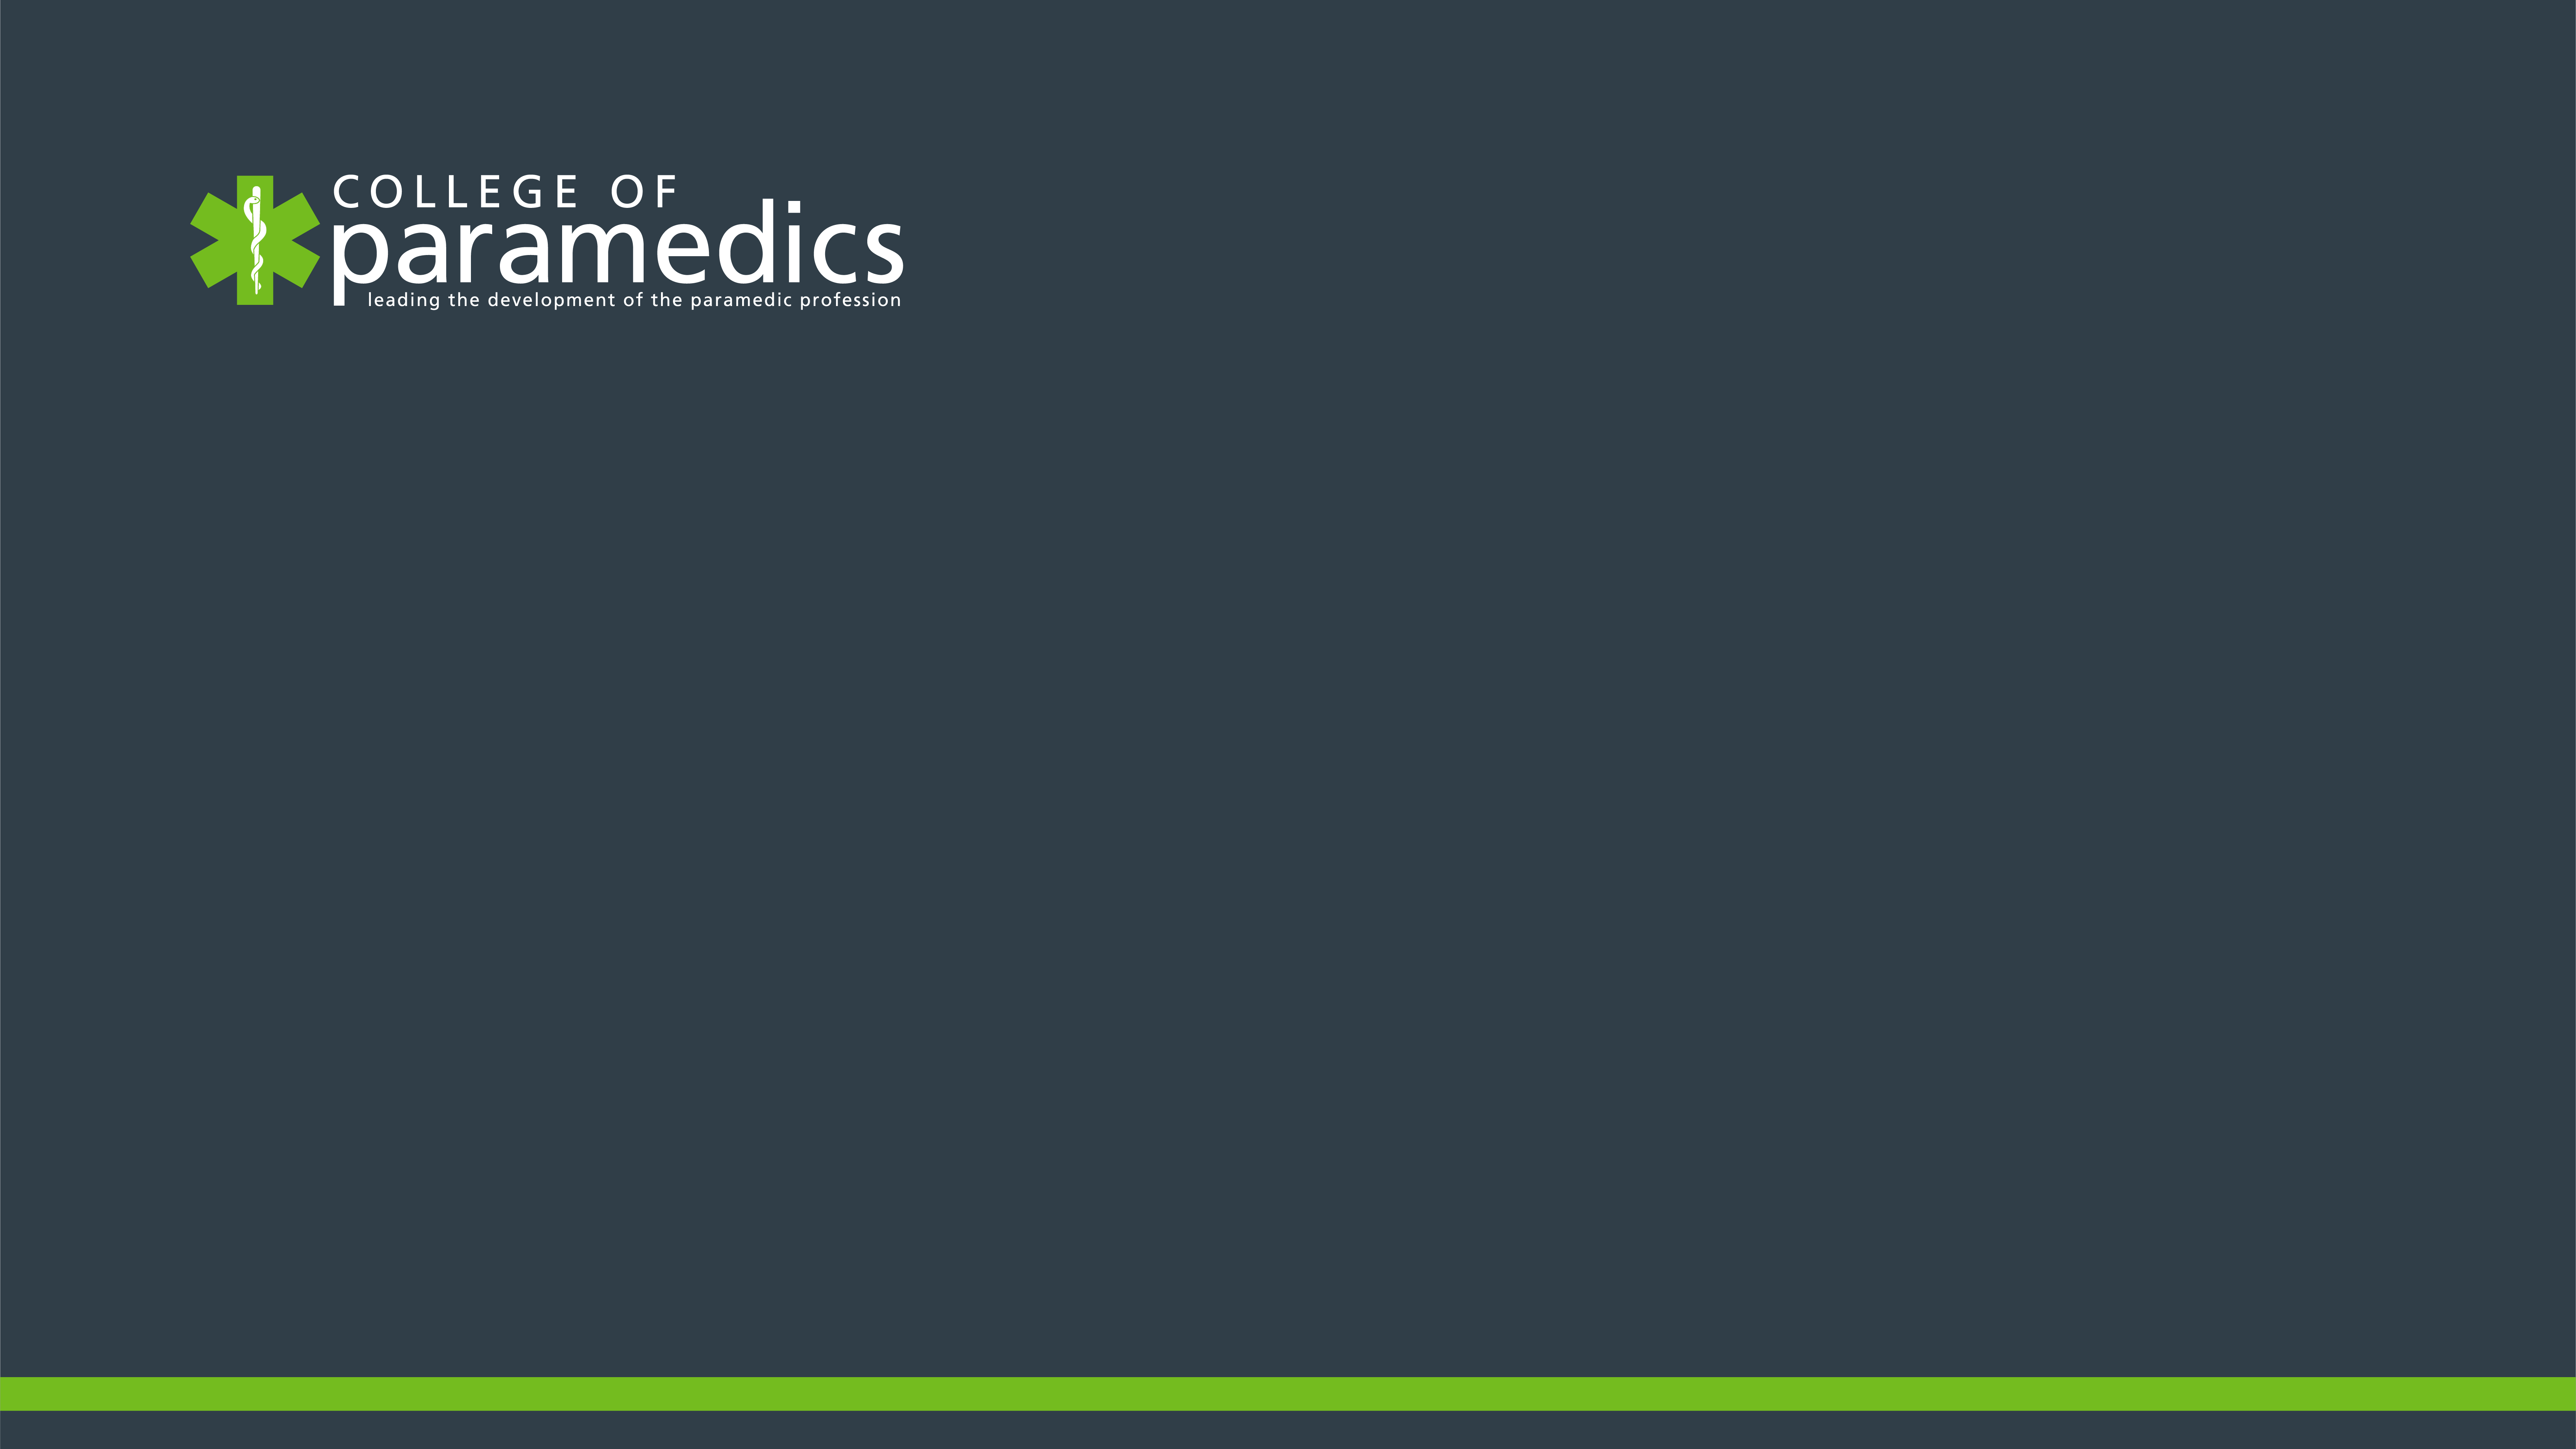 COLLEGE OF
paramedics
leading the development of the paramedic profession